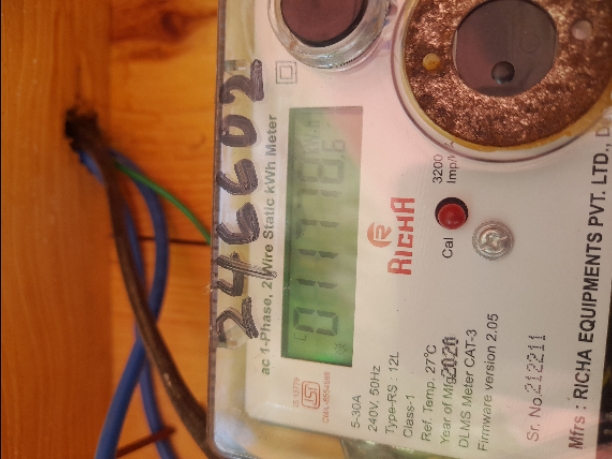 246602
ac 1-Phase, 2 Wire Static kWh Meter
011178.6
RICHA
3200
Imp/
Cal
5-30A
240V, 50Hz
Type-RS : 12L
Class-1
Ref. Temp. 27°C
Year of Mfg 2020
DLMS Meter CAT-3
Firmware version 2.05
Sr. No. 212211
Mfrs : RICHA EQUIPMENTS PVT. LTD.,